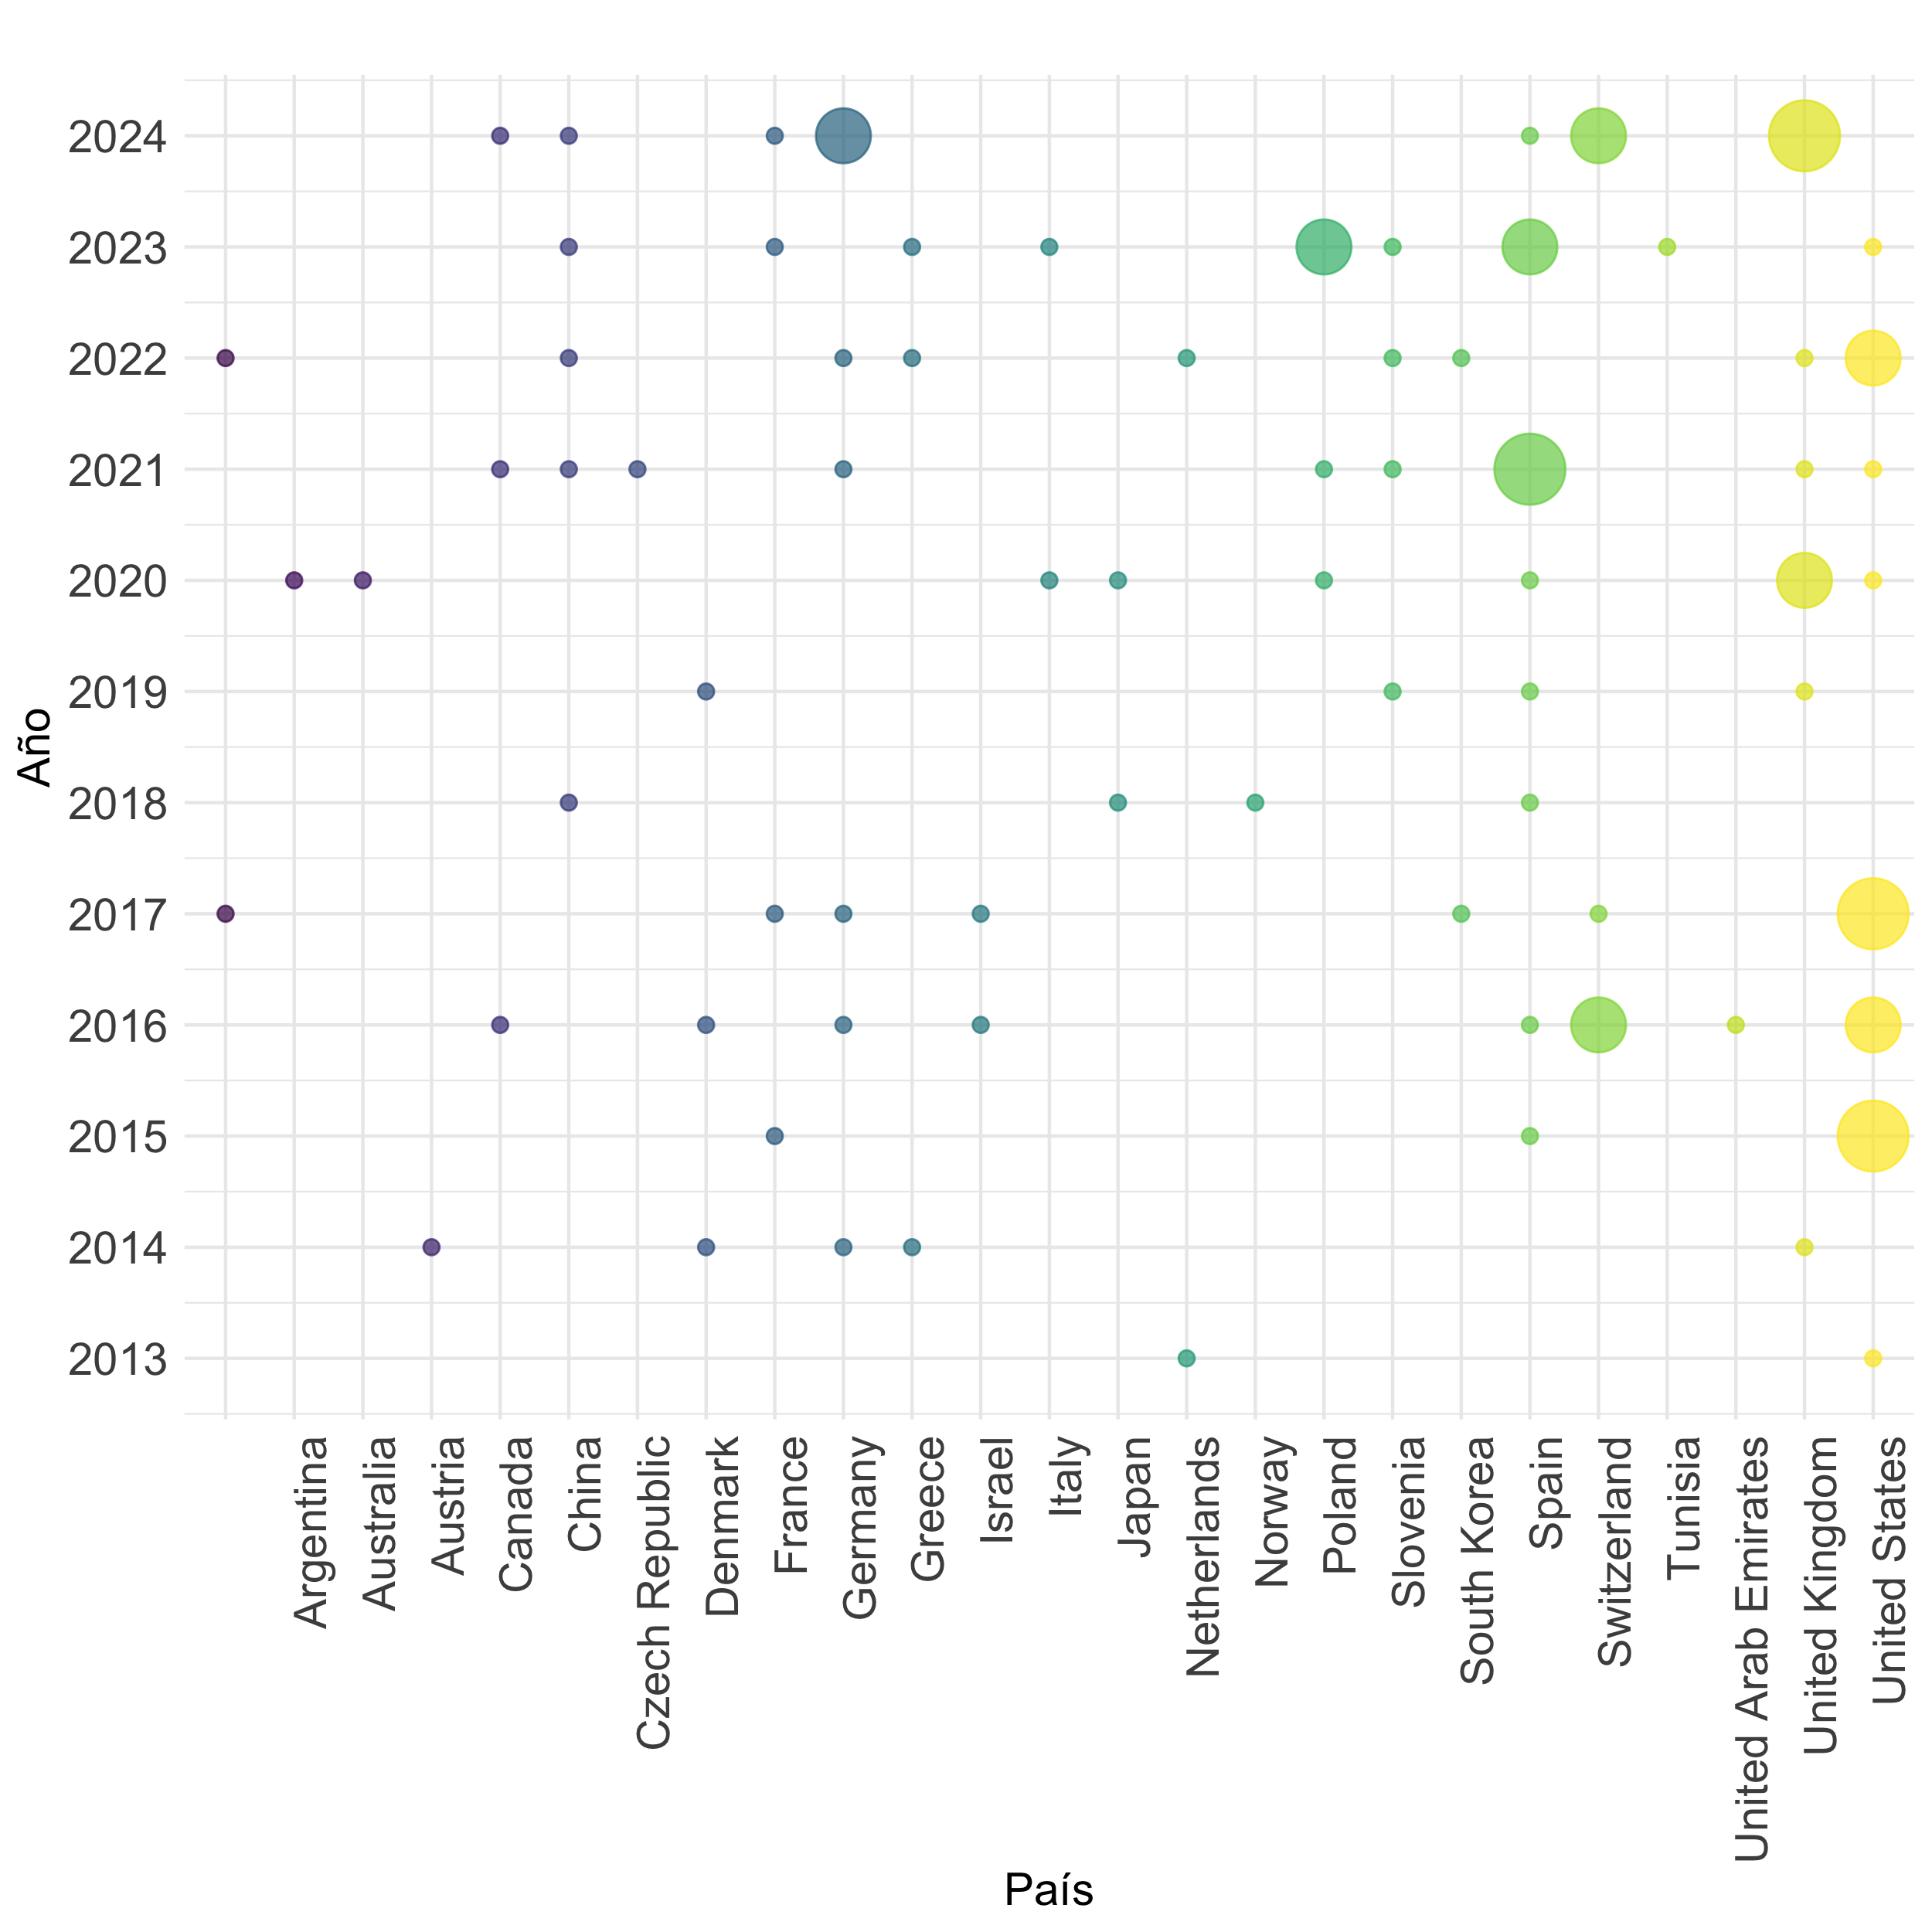 2024
2023
2022
2021
2020
2019
2018
2017
2016
2015
2014
2013
Año
Argentina
Australia
Austria
Canada
China
Czech Republic
Denmark
France
Germany
Greece
Israel
Italy
Japan
Netherlands
Norway
Poland
Slovenia
South Korea
Spain
Switzerland
Tunisia
United Arab Emirates
United Kingdom
United States
País